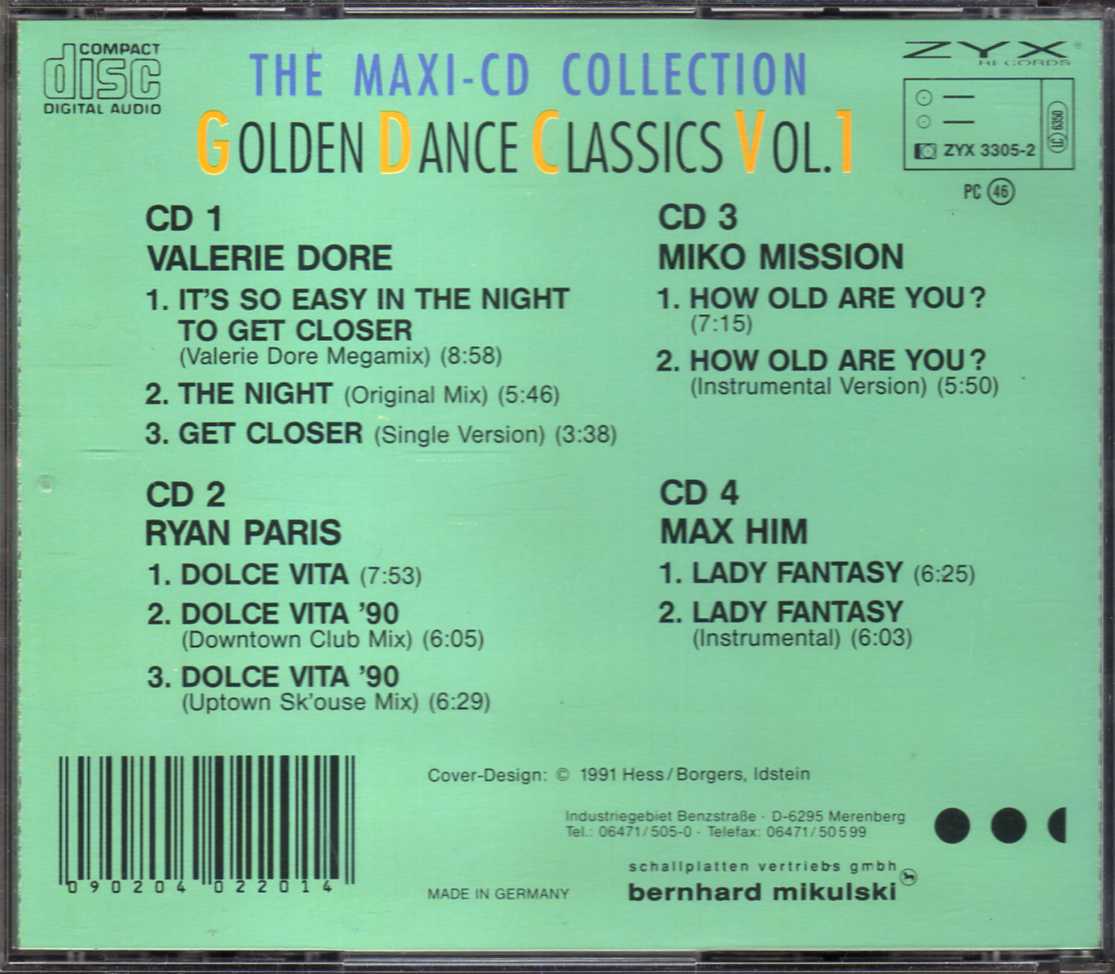 COMPACT
disc
DIGITAL AUDIO
THE MAXI-CD COLLECTION
GOLDEN DANCE CLASSICS VOL.1
ZYX
RECORDS
ZYX 3305-2
PC 46
CD 1
VALERIE DORE
1. IT'S SO EASY IN THE NIGHT
TO GET CLOSER
(Valerie Dore Megamix) (8:58)
2. THE NIGHT (Original Mix) (5:46)
3. GET CLOSER (Single Version) (3:38)
CD 2
RYAN PARIS
1. DOLCE VITA (7:53)
2. DOLCE VITA '90
(Downtown Club Mix) (6:05)
3. DOLCE VITA '90
(Uptown Sk'ouse Mix) (6:29)
CD 3
MIKO MISSION
1. HOW OLD ARE YOU?
(7:15)
2. HOW OLD ARE YOU?
(Instrumental Version) (5:50)
CD 4
MAX HIM
1. LADY FANTASY (6:25)
2. LADY FANTASY
(Instrumental) (6:03)
090204 022014
Cover-Design: © 1991 Hess/Borgers, Idstein
Industriegebiet Benzstraße · D-6295 Merenberg
Tel.: 06471/505-0 · Telefax: 06471/50599
schallplatten vertriebs gmbh
bernhard mikulski
MADE IN GERMANY